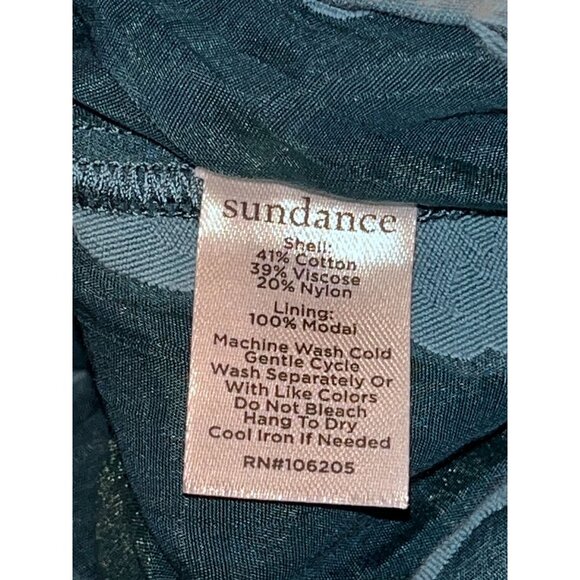 sundance
Shell:
41% Cotton
39% Viscose
20% Nylon
Lining:
100% Modal
Machine Wash Cold
Gentle Cycle
Wash Separately Or
With Like Colors
Do Not Bleach
Hang To Dry
Cool Iron If Needed
RN#106205